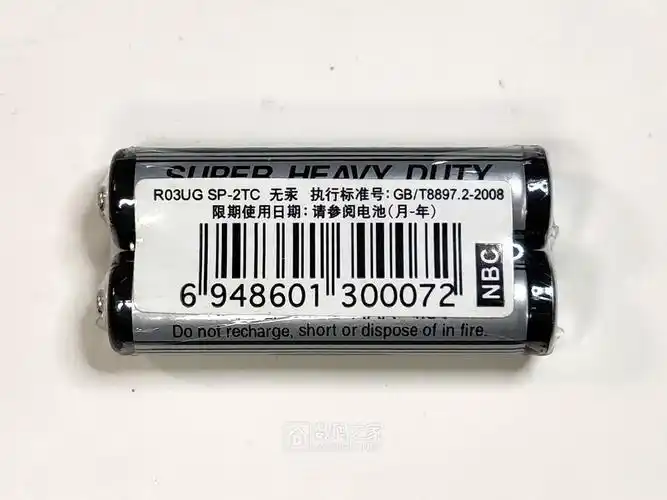 SUPER HEAVY DUTY
R03UG SP-2TC 无汞 执行标准号:GB/T8897.2-2008
限期使用日期:请参阅电池(月-年)
6 948601 300072
NBC
Do not recharge, short or dispose of in fire.